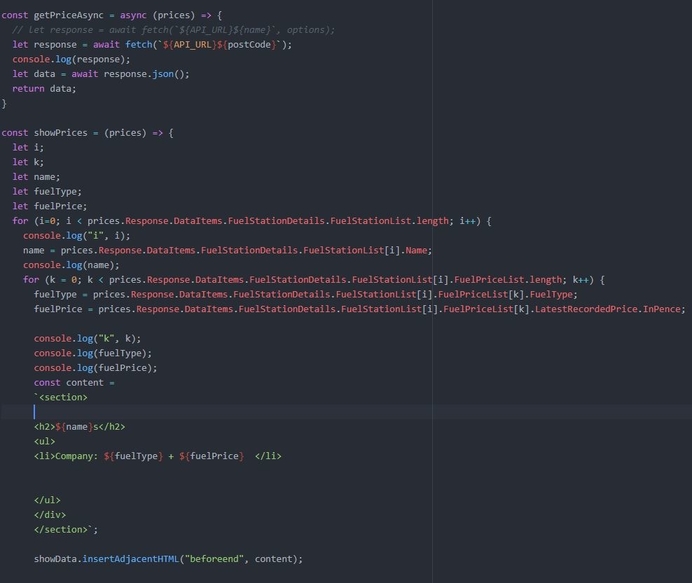 const getPriceAsync = async (prices) => {
  // let response = await fetch(`${API_URL}${name}`, options);
  let response = await fetch(`${API_URL}${postCode}`);
  console.log(response);
  let data = await response.json();
  return data;
}

const showPrices = (prices) => {
  let i;
  let k;
  let name;
  let fuelType;
  let fuelPrice;
  for (i=0; i < prices.Response.DataItems.FuelStationDetails.FuelStationList.length; i++) {
    console.log("i", i);
    name = prices.Response.DataItems.FuelStationDetails.FuelStationList[i].Name;
    console.log(name);
    for (k = 0; k < prices.Response.DataItems.FuelStationDetails.FuelStationList[i].FuelPriceList.length; k++) {
      fuelType = prices.Response.DataItems.FuelStationDetails.FuelStationList[i].FuelPriceList[k].FuelType;
      fuelPrice = prices.Response.DataItems.FuelStationDetails.FuelStationList[i].FuelPriceList[k].LatestRecordedPrice.InPence;

      console.log("k", k);
      console.log(fuelType);
      console.log(fuelPrice);
      const content =
      `<section>

      <h2>${name}s</h2>
      <ul>
      <li>Company: ${fuelType} + ${fuelPrice}  </li>


      </ul>
      </div>
      </section>`;

      showData.insertAdjacentHTML("beforeend", content);